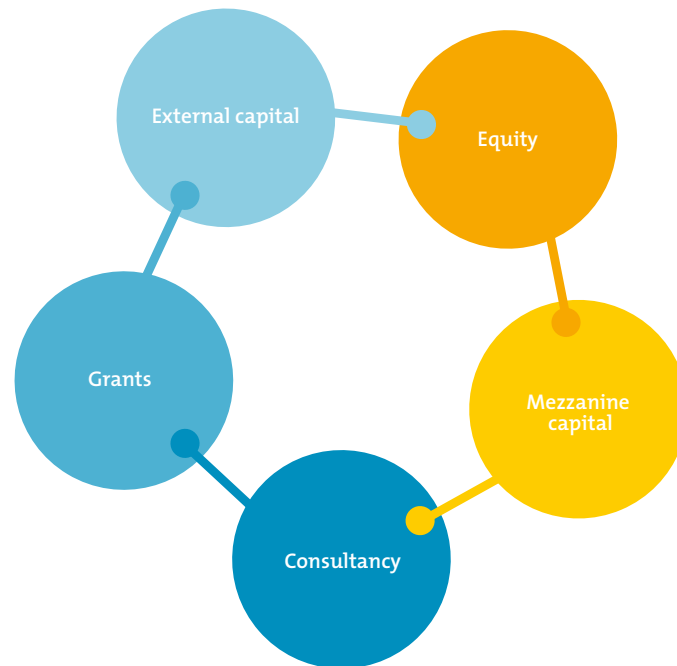 External capital
Equity
Grants
Mezzanine
capital
Consultancy